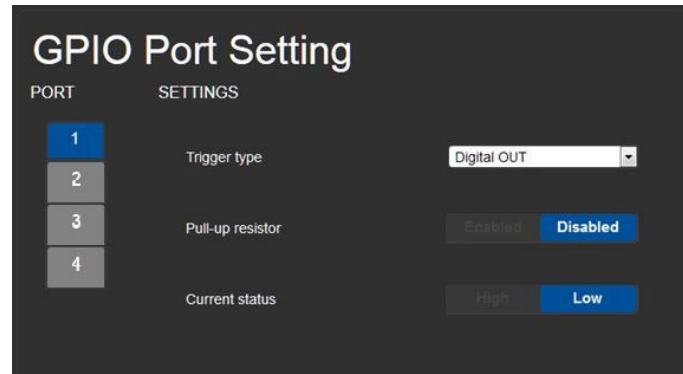 GPIO Port Setting
PORT SETTINGS
1
Trigger type Digital OUT
2
3
Pull-up resistor Enabled Disabled
4
Current status High Low